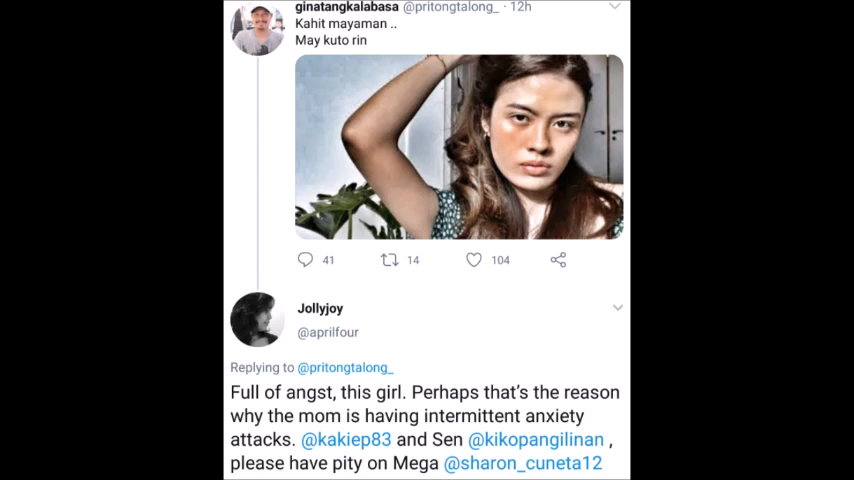 ginatangkalabasa @pritongtalong_ · 12h
Kahit mayaman ..
May kuto rin
41 14 104
Jollyjoy
@aprilfour
Replying to @pritongtalong_
Full of angst, this girl. Perhaps that's the reason
why the mom is having intermittent anxiety
attacks. @kakiep83 and Sen @kikopangilinan ,
please have pity on Mega @sharon_cuneta12